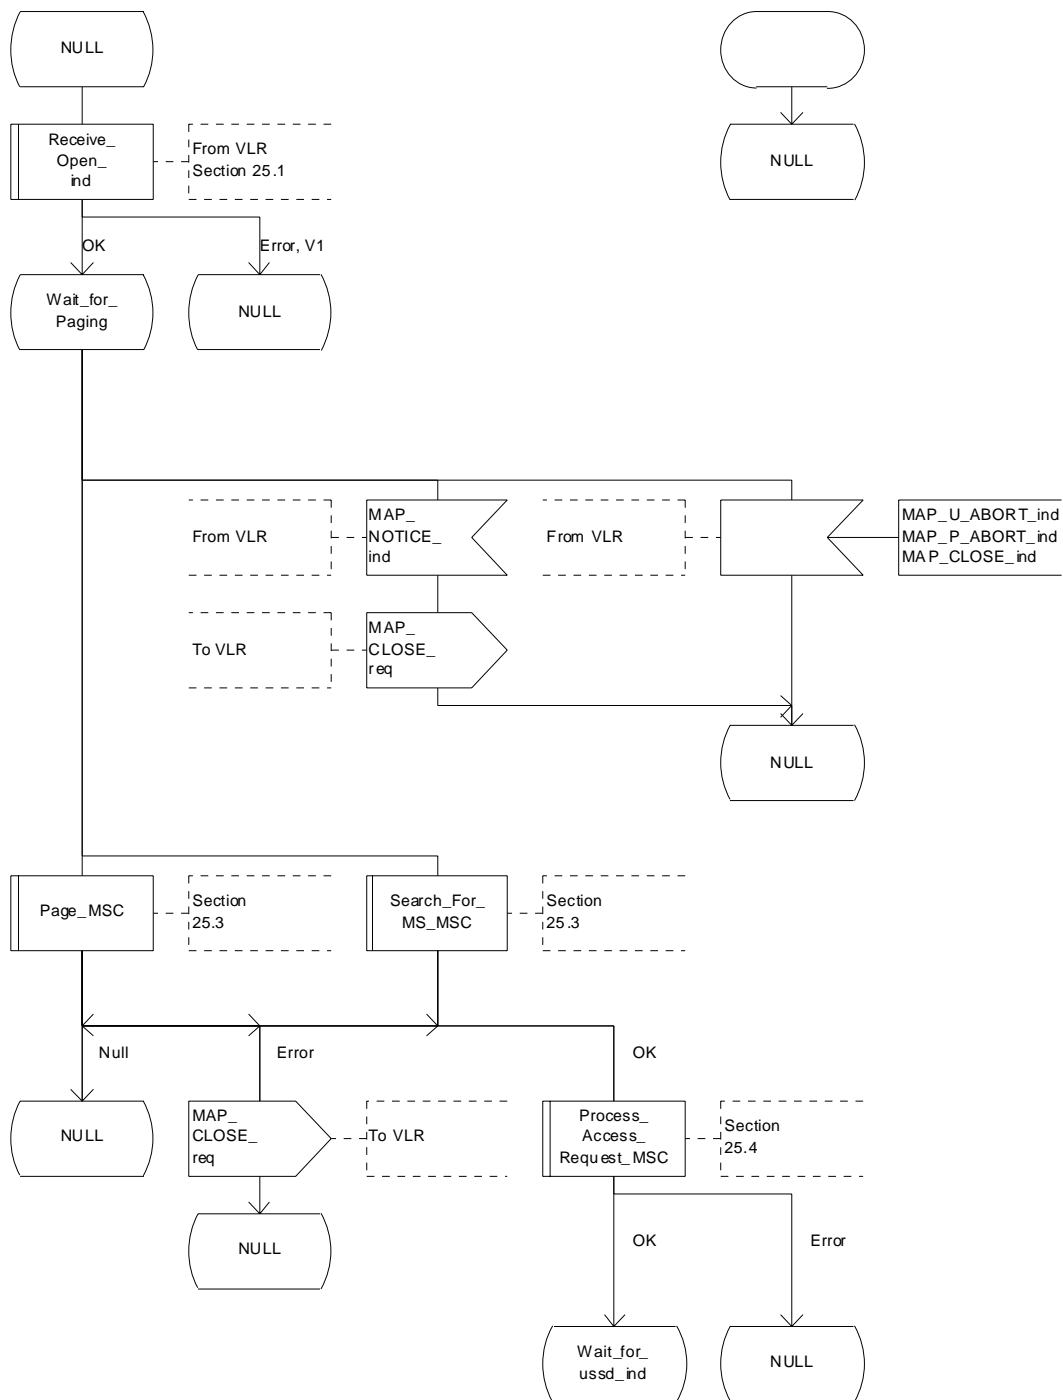 NULL
Receive_
Open_
ind
From VLR
Section 25.1
NULL
OK
Error, V1
Wait_for_
Paging
NULL
From VLR
MAP_
NOTICE_
ind
From VLR
MAP_U_ABORT_ind
MAP_P_ABORT_ind
MAP_CLOSE_ind
To VLR
MAP_
CLOSE_
req
NULL
Page_MSC
Section
25.3
Search_For_
MS_MSC
Section
25.3
Null
Error
OK
NULL
MAP_
CLOSE_
req
To VLR
Process_
Access_
Request_MSC
Section
25.4
NULL
OK
Error
Wait_for_
ussd_ind
NULL